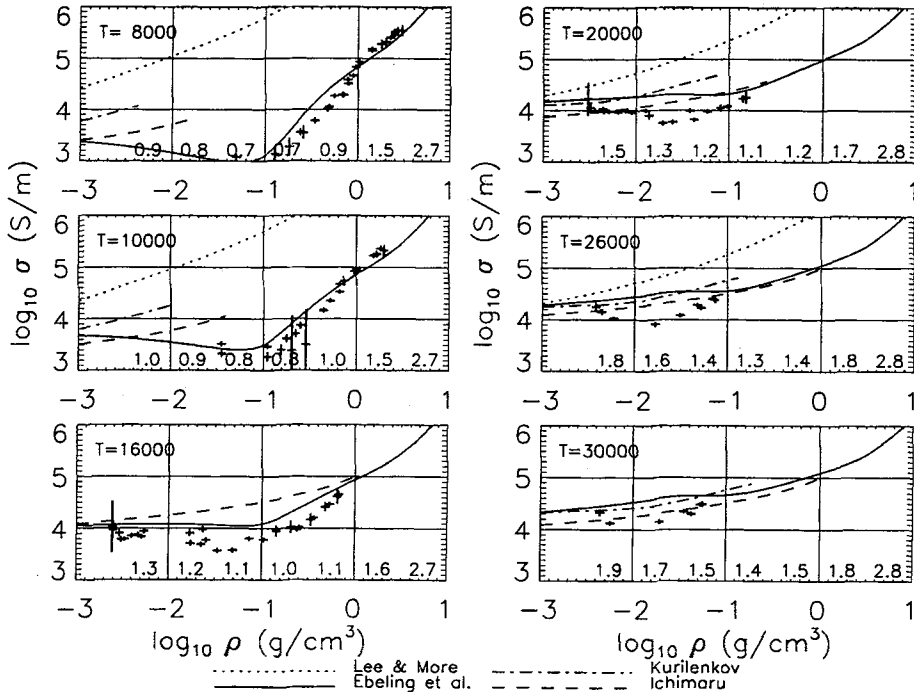 6
T= 8000
5
4
3
0.9 0.8 0.7 0.7 0.9 1.5 2.7
−3 −2 −1 0 1
6
T=20000
5
4
3
1.5 1.3 1.2 1.1 1.2 1.7 2.8
−3 −2 −1 0 1
log10 σ (S/m)
6
T=10000
5
4
3
1.0 0.9 0.8 0.8 1.0 1.5 2.7
−3 −2 −1 0 1
log10 σ (S/m)
6
T=26000
5
4
3
1.8 1.6 1.4 1.3 1.4 1.8 2.8
−3 −2 −1 0 1
6
T=16000
5
4
3
1.3 1.2 1.1 1.0 1.1 1.6 2.7
−3 −2 −1 0 1
log10 ρ (g/cm³)
6
T=30000
5
4
3
1.9 1.7 1.5 1.4 1.5 1.8 2.8
−3 −2 −1 0 1
log10 ρ (g/cm³)
Lee & More
Kurilenkov
Ebeling et al.
Ichimaru